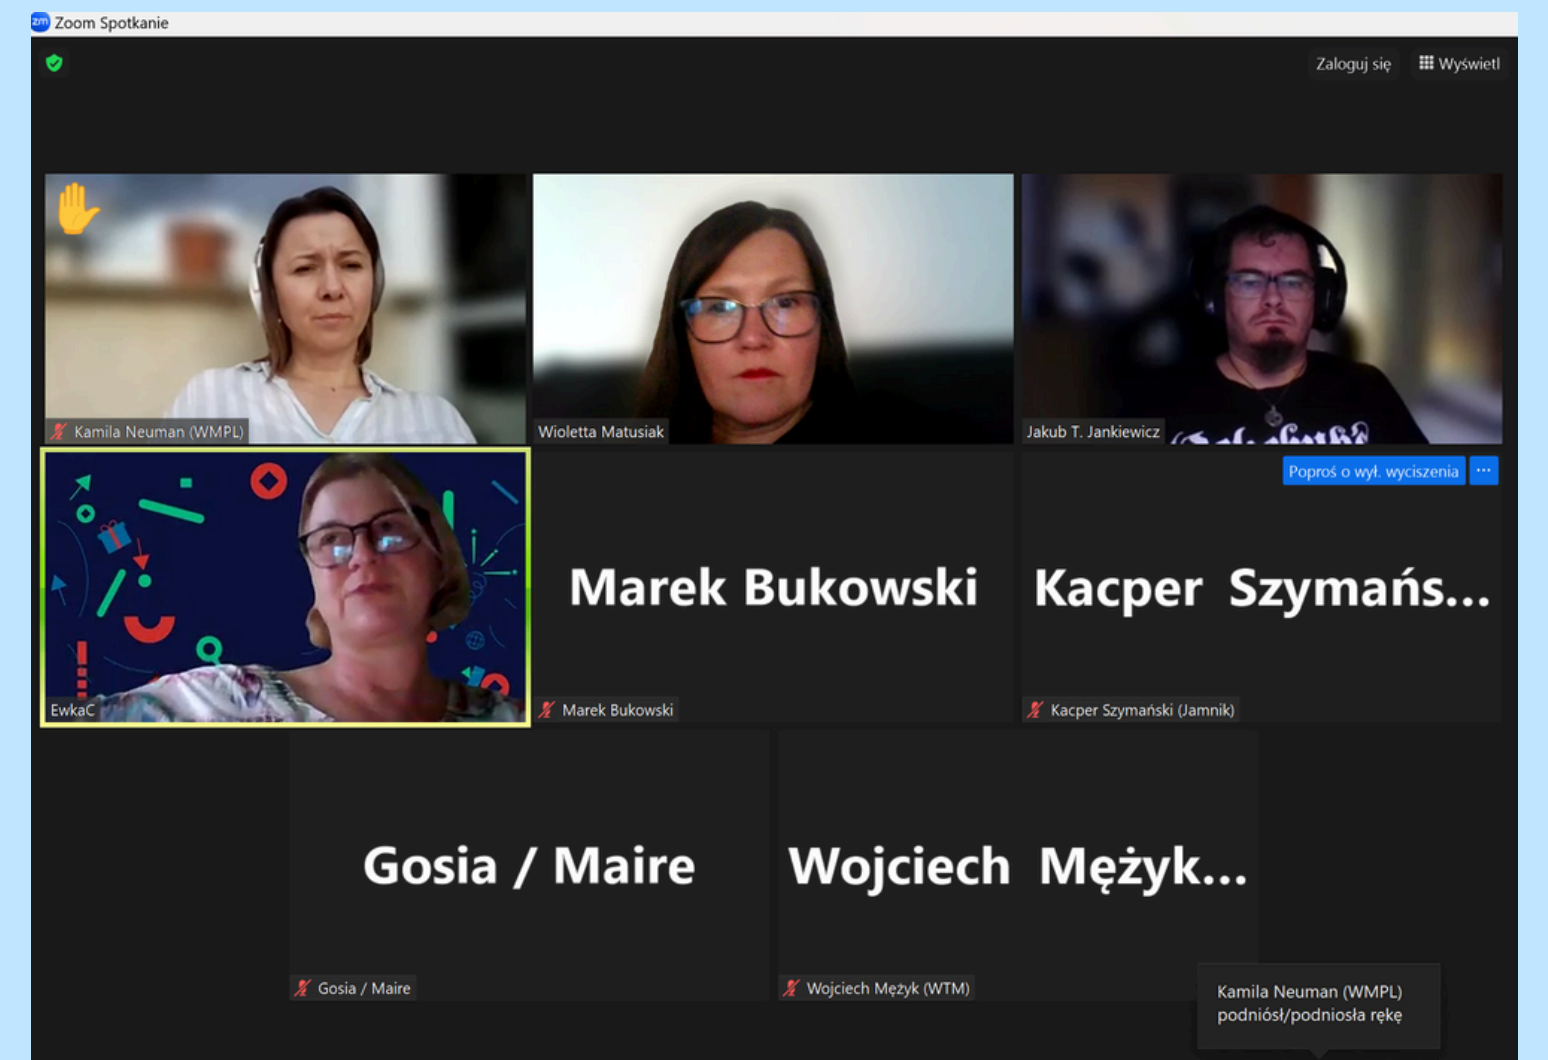 zm Zoom Spotkanie
Zaloguj się
Wyświetl
Kamila Neuman (WMPL)
Wioletta Matusiak
Jakub T. Jankiewicz
Poproś o wył. wyciszenia
...
Marek Bukowski
Kacper Szymańs...
EwkaC
Marek Bukowski
Kacper Szymański (Jamnik)
Gosia / Maire
Wojciech Mężyk...
Gosia / Maire
Wojciech Mężyk (WTM)
Kamila Neuman (WMPL)
podniósł/podniosła rękę